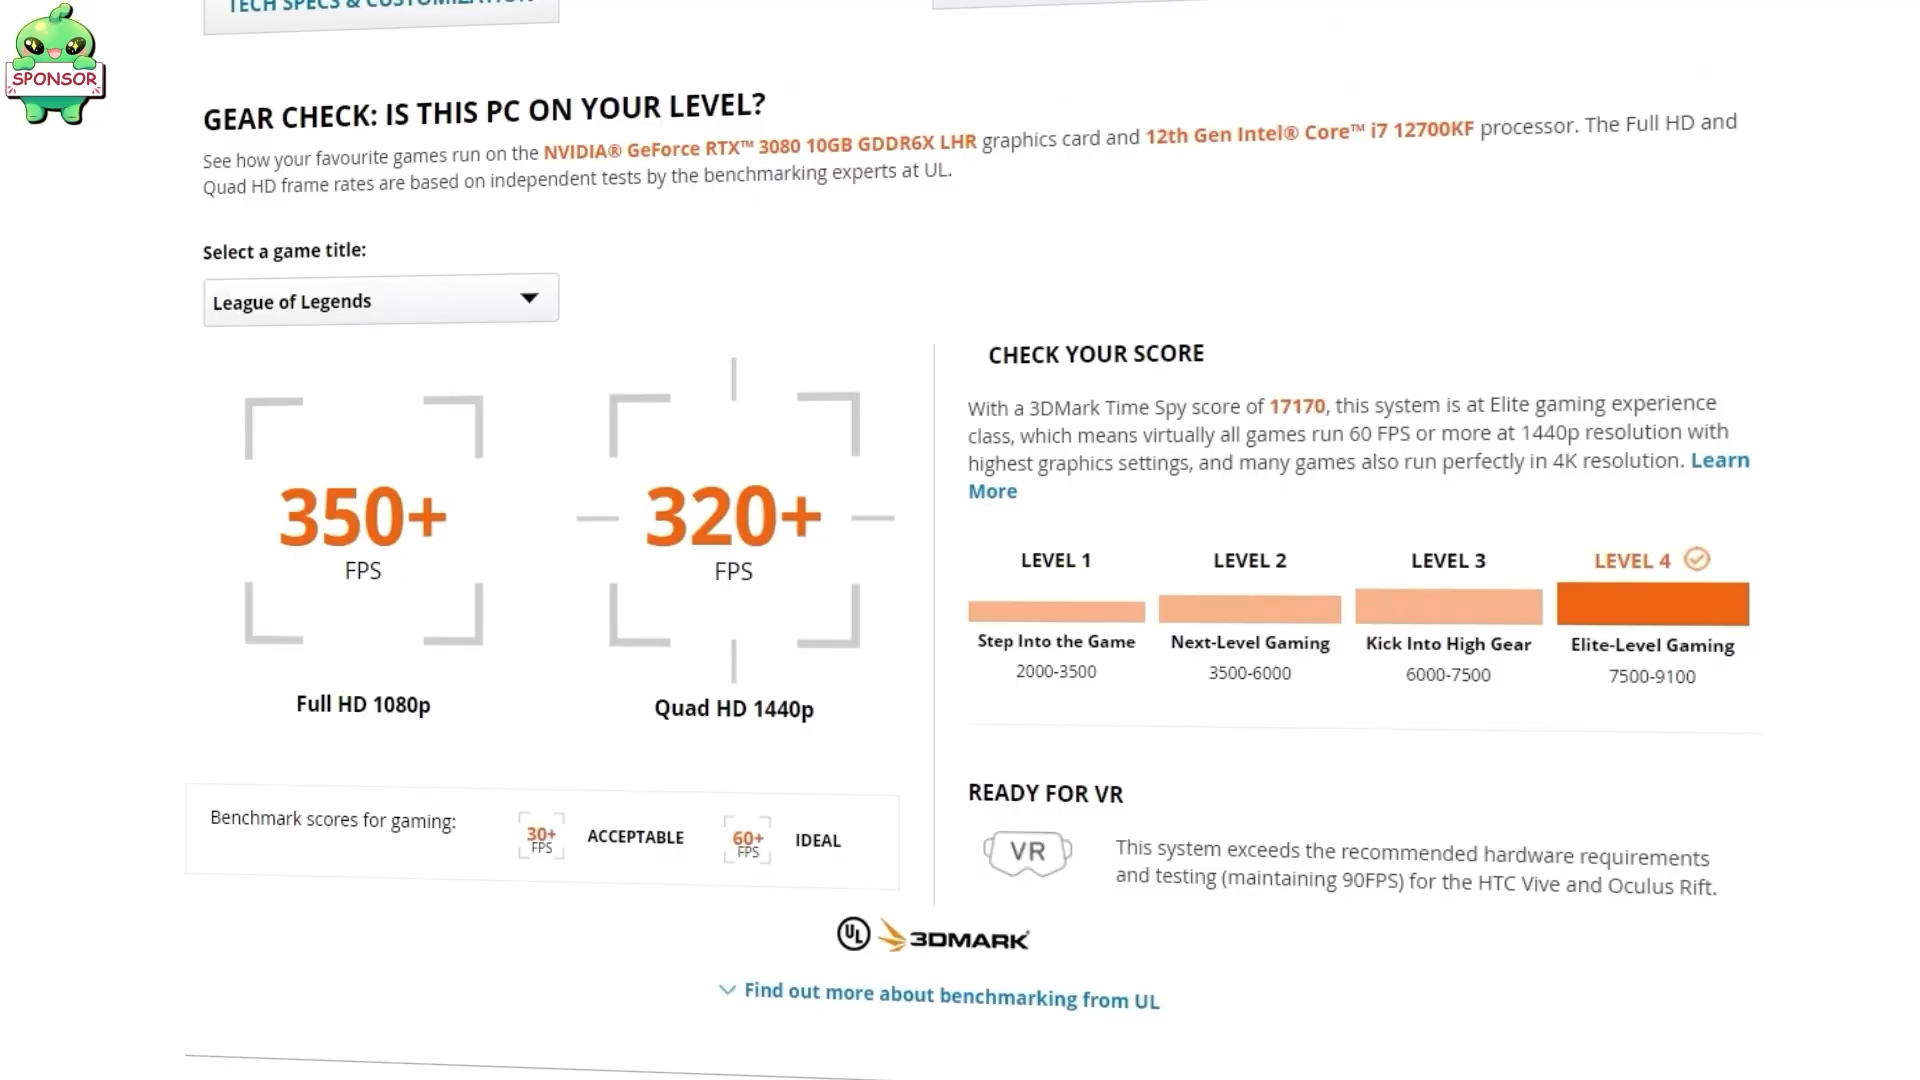 TECH SPECS & CUSTOMIZATION
SPONSOR
GEAR CHECK: IS THIS PC ON YOUR LEVEL?
See how your favourite games run on the NVIDIA® GeForce RTX™ 3080 10GB GDDR6X LHR graphics card and 12th Gen Intel® Core™ i7 12700KF processor. The Full HD and
Quad HD frame rates are based on independent tests by the benchmarking experts at UL.
Select a game title:
League of Legends
350+
FPS
Full HD 1080p
320+
FPS
Quad HD 1440p
Benchmark scores for gaming:
30+
FPS
ACCEPTABLE
60+
FPS
IDEAL
CHECK YOUR SCORE
With a 3DMark Time Spy score of 17170, this system is at Elite gaming experience
class, which means virtually all games run 60 FPS or more at 1440p resolution with
highest graphics settings, and many games also run perfectly in 4K resolution. Learn
More
LEVEL 1
Step Into the Game
2000-3500
LEVEL 2
Next-Level Gaming
3500-6000
LEVEL 3
Kick Into High Gear
6000-7500
LEVEL 4
Elite-Level Gaming
7500-9100
READY FOR VR
VR
This system exceeds the recommended hardware requirements
and testing (maintaining 90FPS) for the HTC Vive and Oculus Rift.
UL 3DMARK
Find out more about benchmarking from UL